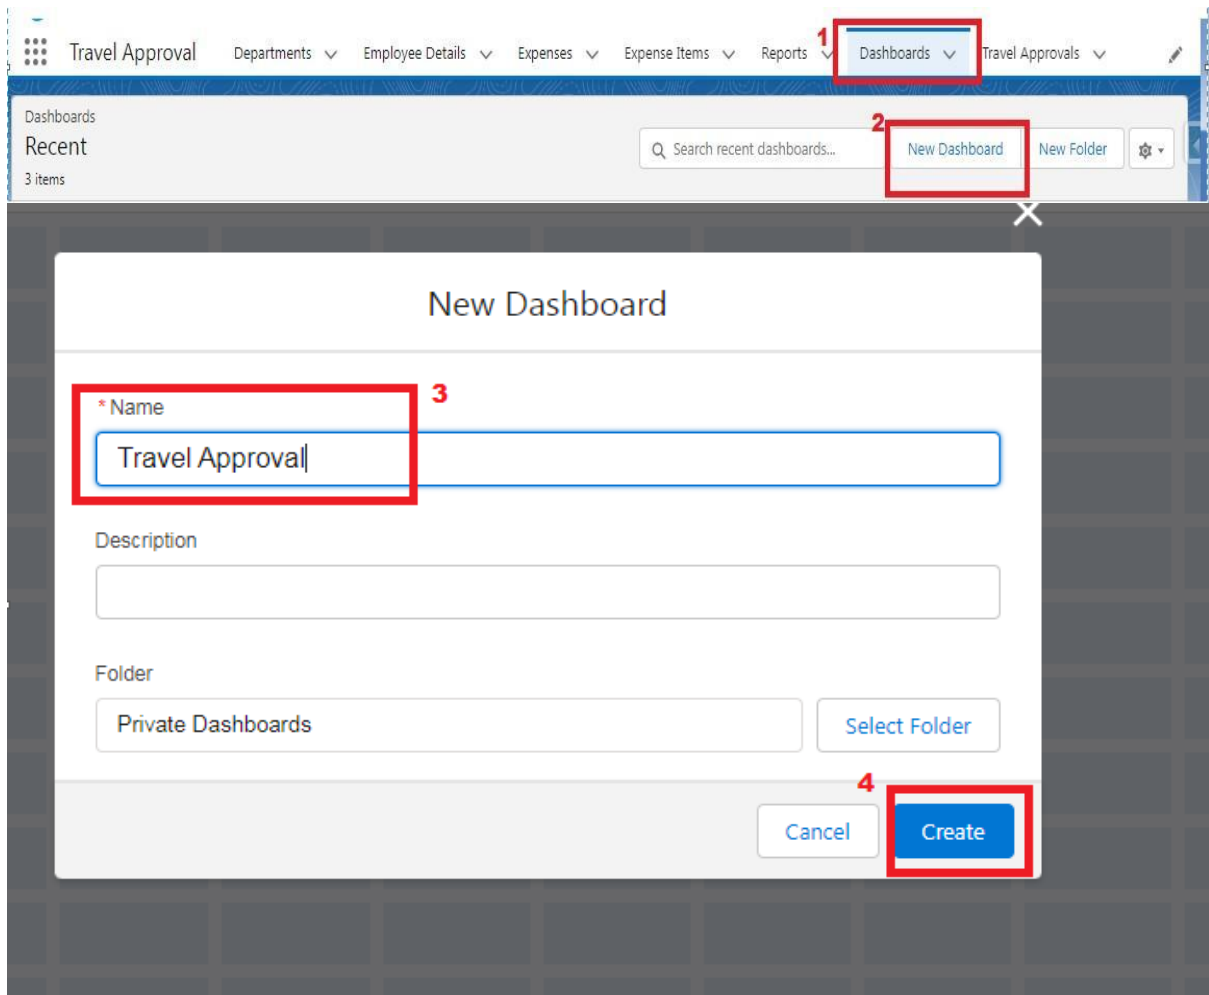 1
Travel Approval Departments Employee Details Expenses Expense Items Reports Dashboards Travel Approvals
Dashboards
Recent
3 items
2
Search recent dashboards... New Dashboard New Folder
New Dashboard
3
* Name
Travel Approval
Description
Folder
Private Dashboards Select Folder
4
Cancel Create